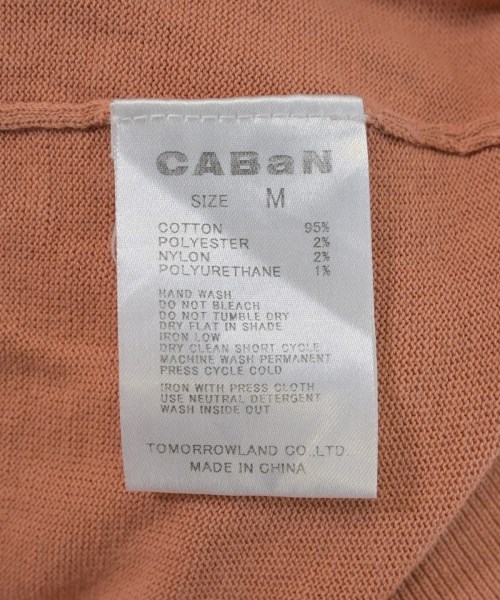 CABaN
SIZE M
COTTON 95%
POLYESTER 2%
NYLON 2%
POLYURETHANE 1%
HAND WASH
DO NOT BLEACH
DO NOT TUMBLE DRY
DRY FLAT IN SHADE
IRON LOW
DRY CLEAN SHORT CYCLE
MACHINE WASH PERMANENT
PRESS CYCLE COLD
IRON WITH PRESS CLOTH
USE NEUTRAL DETERGENT
WASH INSIDE OUT
TOMORROWLAND CO.,LTD.
MADE IN CHINA